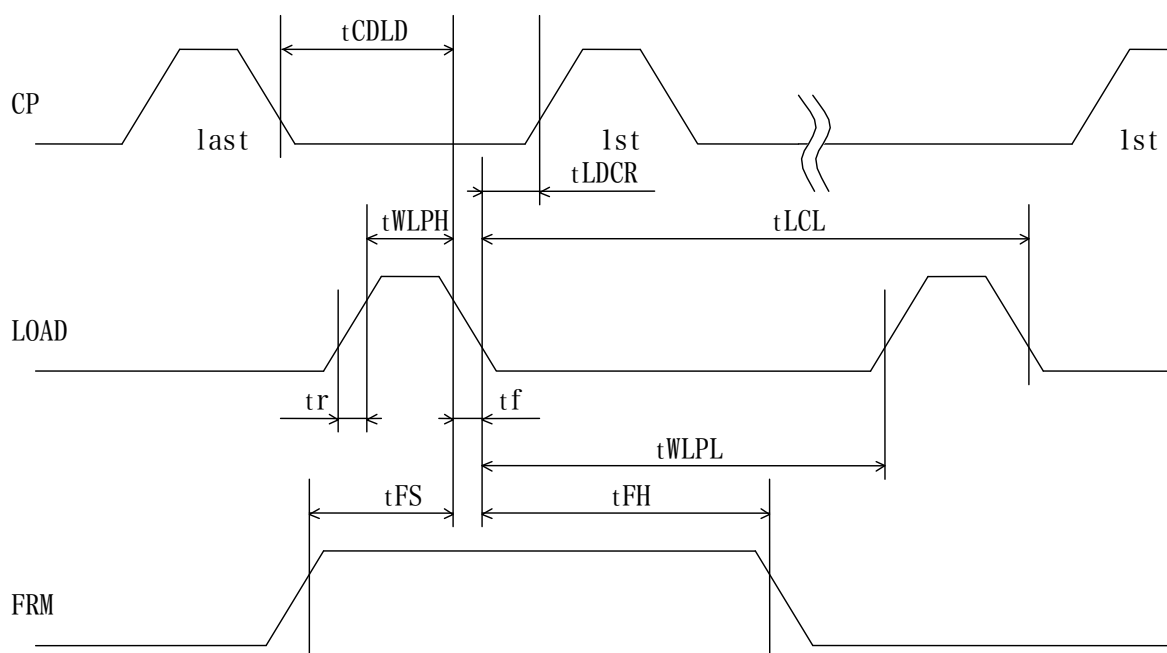 tCDLD
CP
last
1st
1st
tLDCR
tWLPH
tLCL
LOAD
tr
tf
tWLPL
tFS
tFH
FRM